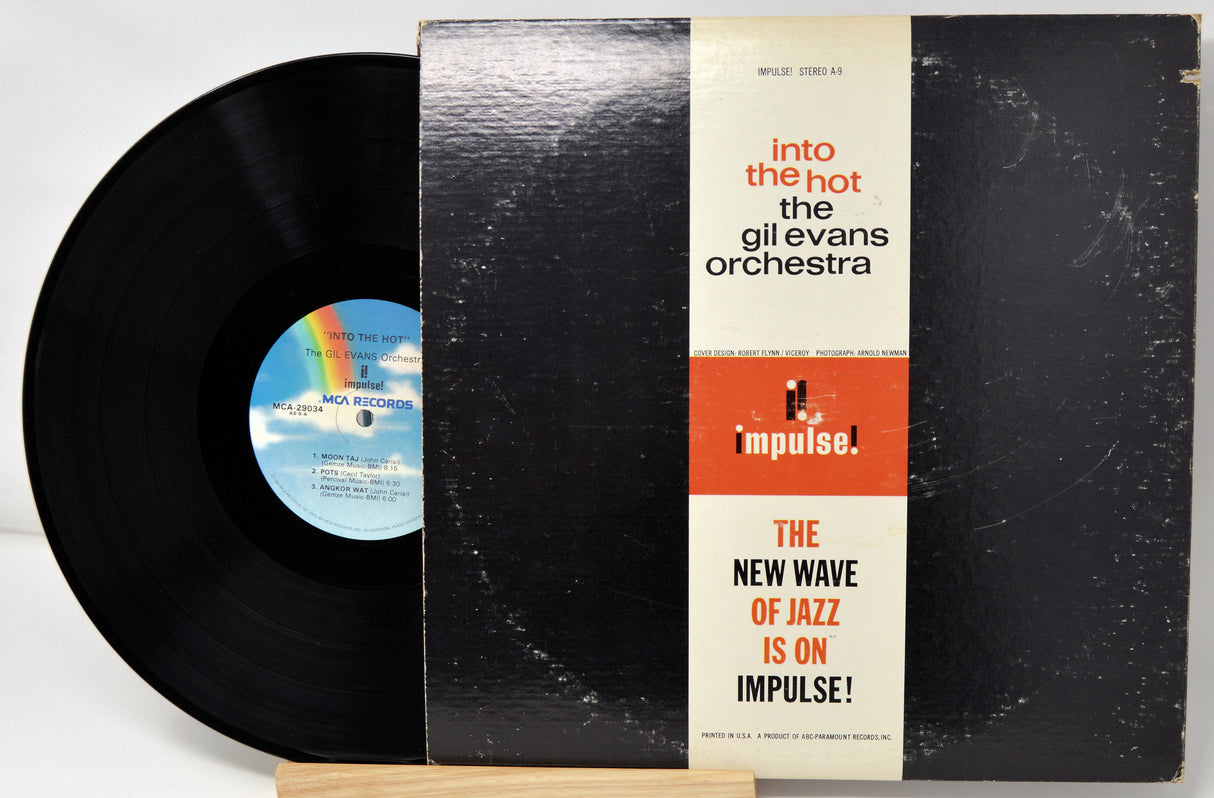 "INTO THE HOT"
The GIL EVANS Orchestr
i!
impulse!
MCA RECORDS
MCA-29034
AS-9-A
1. MOON TAJ (John Carisi)
(Gemze Music-BMI) 8:15
2. POTS (Cecil Taylor)
(Percival Music-BMI) 6:30
3. ANGKOR WAT (John Carisi)
(Gemze Music-BMI) 6:00
IMPULSE! STEREO A-9
into
the hot
the
gil evans
orchestra
COVER DESIGN: ROBERT FLYNN / VICEROY PHOTOGRAPH: ARNOLD NEWMAN
i!
impulse!
THE
NEW WAVE
OF JAZZ
IS ON
IMPULSE!
PRINTED IN U.S.A. A PRODUCT OF ABC-PARAMOUNT RECORDS, INC.